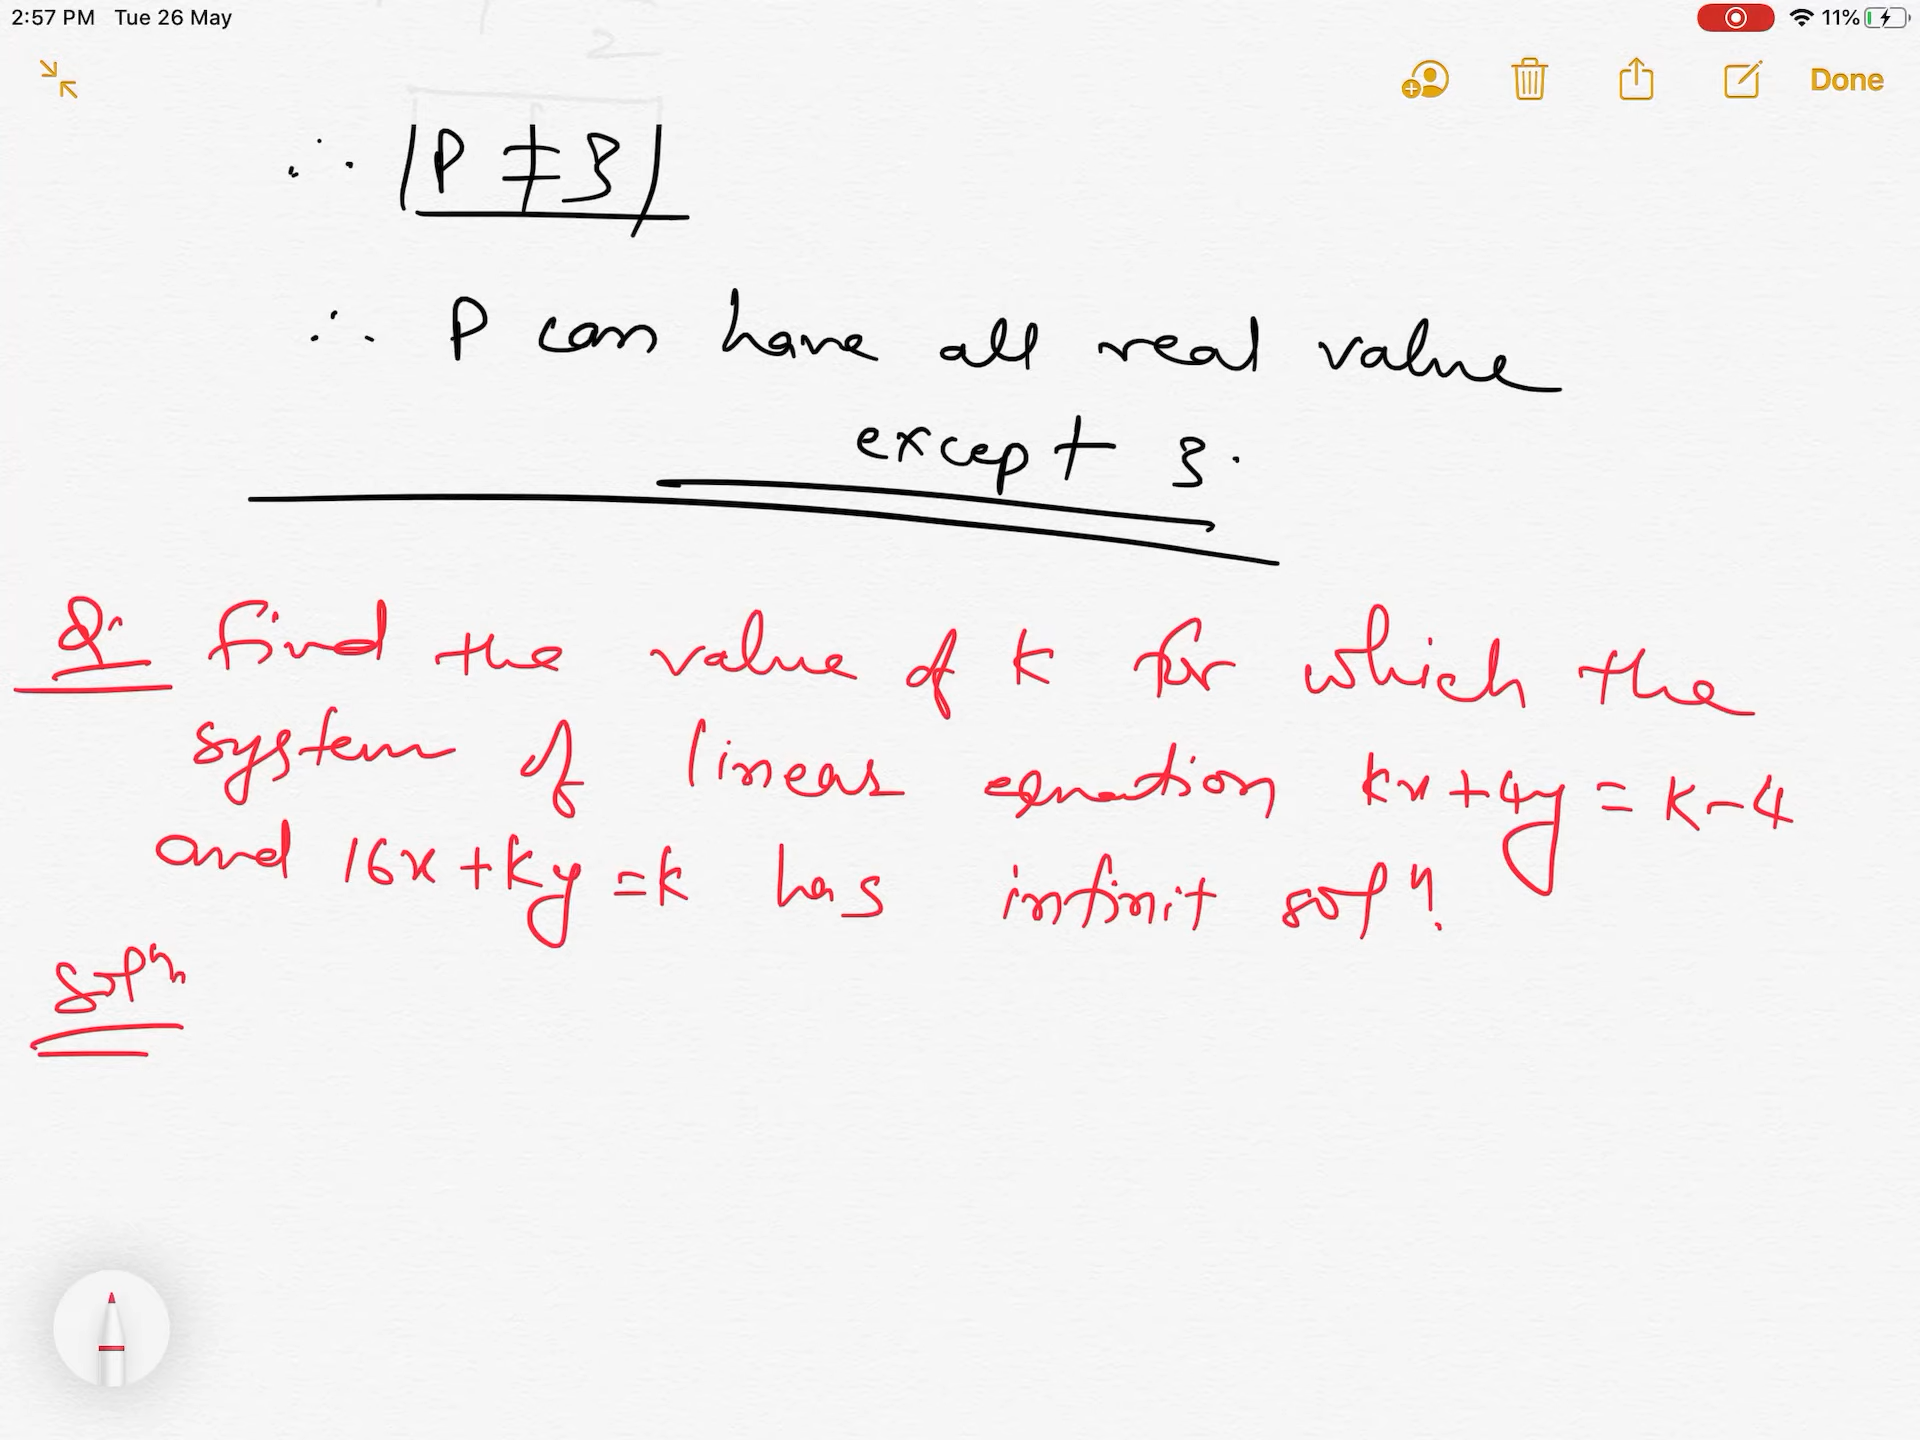 2:57 PM Tue 26 May
11%
Done
∴ P ≠ 3
∴ P can have all real value
except 3.
Q: find the value of k for which the
system of linear equation kx+4y = k-4
and 16x+ky=k has infinit solⁿ.
solⁿ